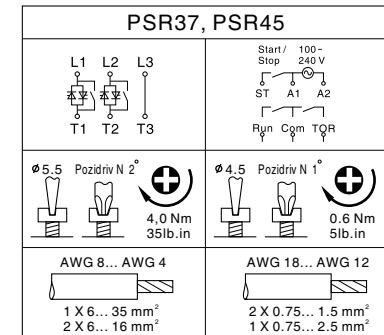 PSR37, PSR45
L1 L2 L3
T1 T2 T3
Start / 100-
Stop 240 V
ST A1 A2
Run Com TOR
ø5.5 Pozidriv N°2
4,0 Nm
35lb.in
ø4.5 Pozidriv N°1
0.6 Nm
5lb.in
AWG 8... AWG 4
1 X 6... 35 mm²
2 X 6... 16 mm²
AWG 18... AWG 12
2 X 0.75... 1.5 mm²
1 X 0.75... 2.5 mm²